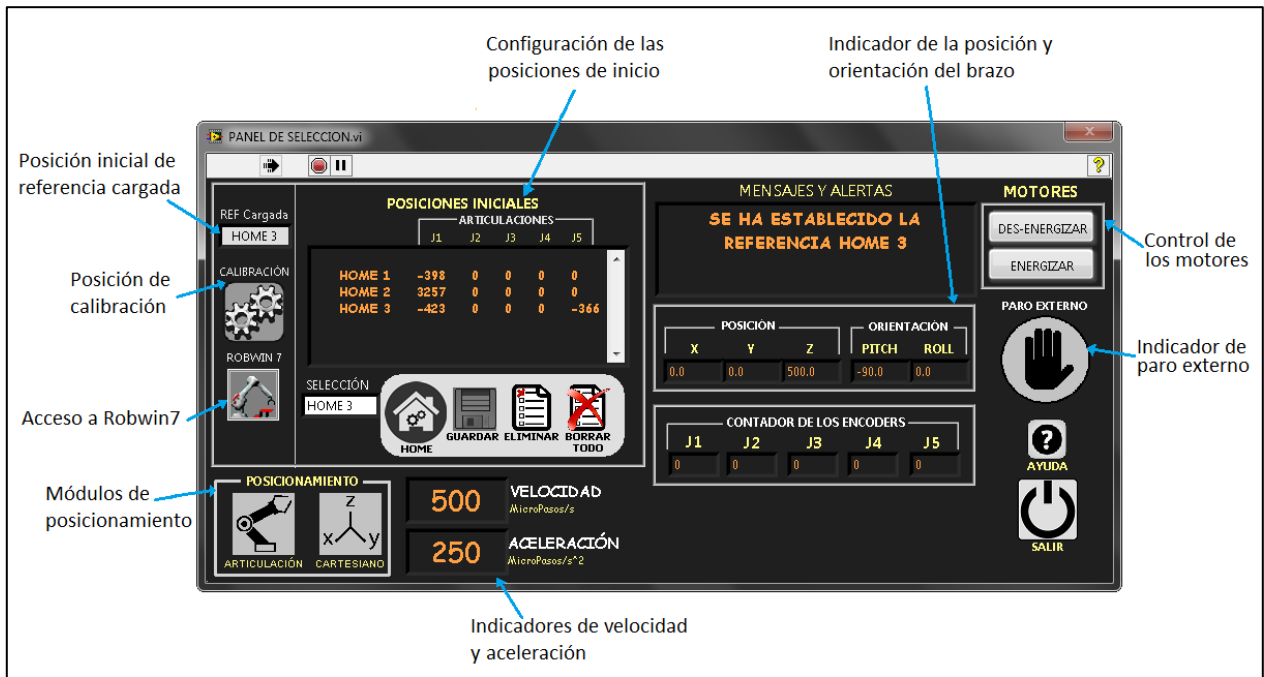 Configuración de las
posiciones de inicio
Indicador de la posición y
orientación del brazo
Posición inicial de
referencia cargada
Posición de
calibración
Acceso a Robwin7
Módulos de
posicionamiento
PANEL DE SELECCION.vi
REF Cargada
HOME 3
CALIBRACIÓN
ROBWIN 7
POSICIONES INICIALES
ARTICULACIONES
J1 J2 J3 J4 J5
HOME 1 -398 0 0 0 0
HOME 2 3257 0 0 0 0
HOME 3 -423 0 0 0 -366
SELECCIÓN
HOME 3
HOME
GUARDAR
ELIMINAR
BORRAR
TODO
MENSAJES Y ALERTAS
SE HA ESTABLECIDO LA
REFERENCIA HOME 3
MOTORES
DES-ENERGIZAR
ENERGIZAR
Control de
los motores
POSICIÓN
X Y Z
0.0 0.0 500.0
ORIENTACIÓN
PITCH ROLL
-90.0 0.0
PARO EXTERNO
Indicador de
paro externo
CONTADOR DE LOS ENCODERS
J1 J2 J3 J4 J5
0 0 0 0 0
?
AYUDA
SALIR
POSICIONAMIENTO
ARTICULACIÓN
z
x y
CARTESIANO
500
VELOCIDAD
MicroPasos/s
250
ACELERACIÓN
MicroPasos/s^2
Indicadores de velocidad
y aceleración